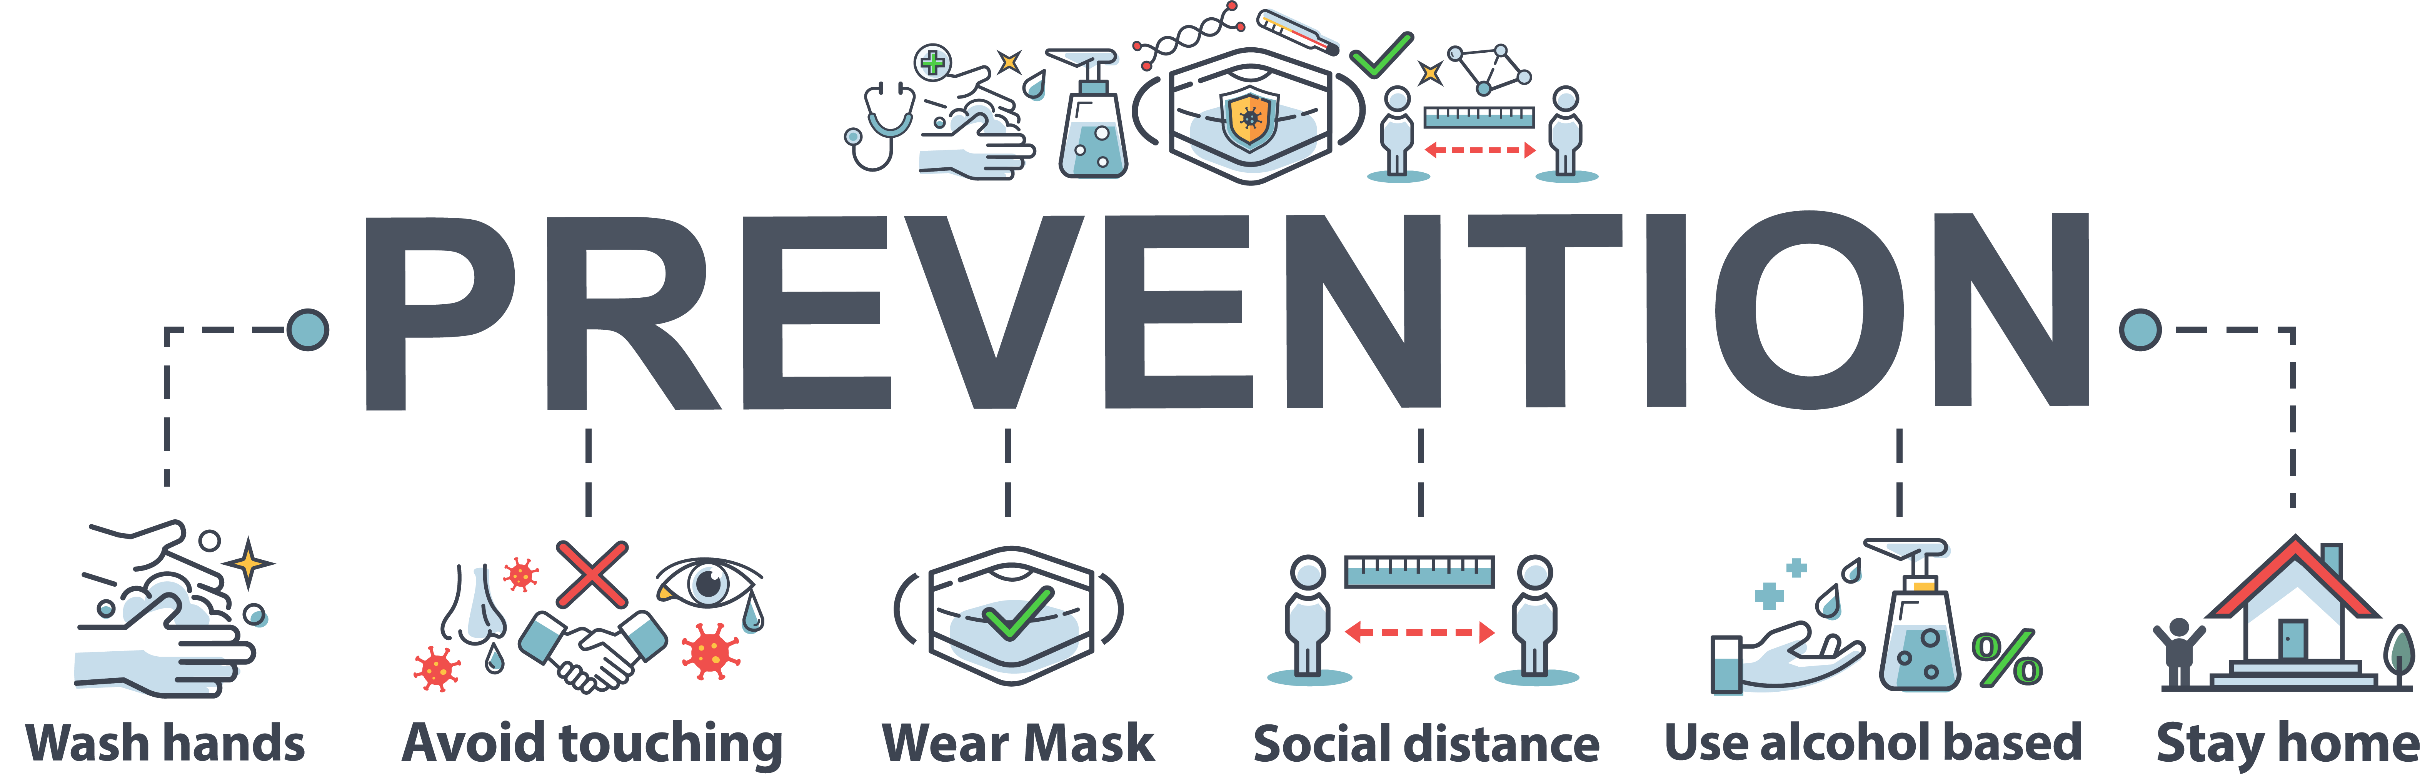 PREVENTION
Wash hands
Avoid touching
Wear Mask
Social distance
Use alcohol based
%
Stay home